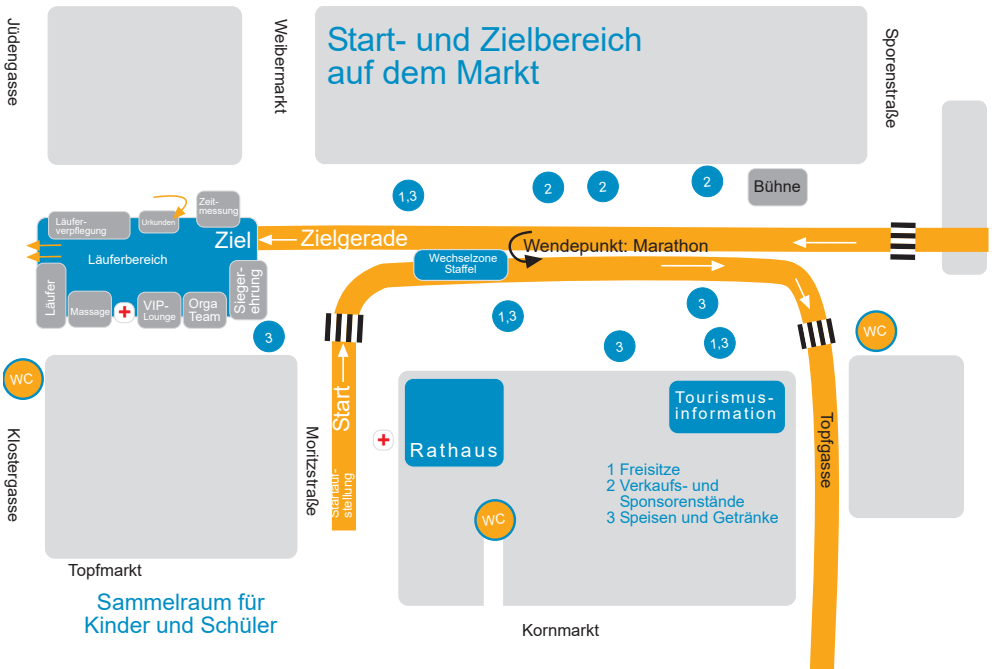 Jüdengasse
Weibermarkt
Start- und Zielbereich
auf dem Markt
Sporenstraße
1,3
2
2
2
Bühne
Läufer-
verpflegung
Urkunden
Zeit-
messung
Ziel
Zielgerade
Wendepunkt: Marathon
Läuferbereich
Wechselzone
Staffel
Läufer
Massage
VIP-
Lounge
Orga
Team
Sieger-
ehrung
3
1,3
3
3
1,3
WC
WC
Start
Startauf-
stellung
Moritzstraße
Rathaus
Tourismus-
information
Topfgasse
Klostergasse
1 Freisitze
2 Verkaufs- und
Sponsorenstände
3 Speisen und Getränke
WC
Topfmarkt
Sammelraum für
Kinder und Schüler
Kornmarkt